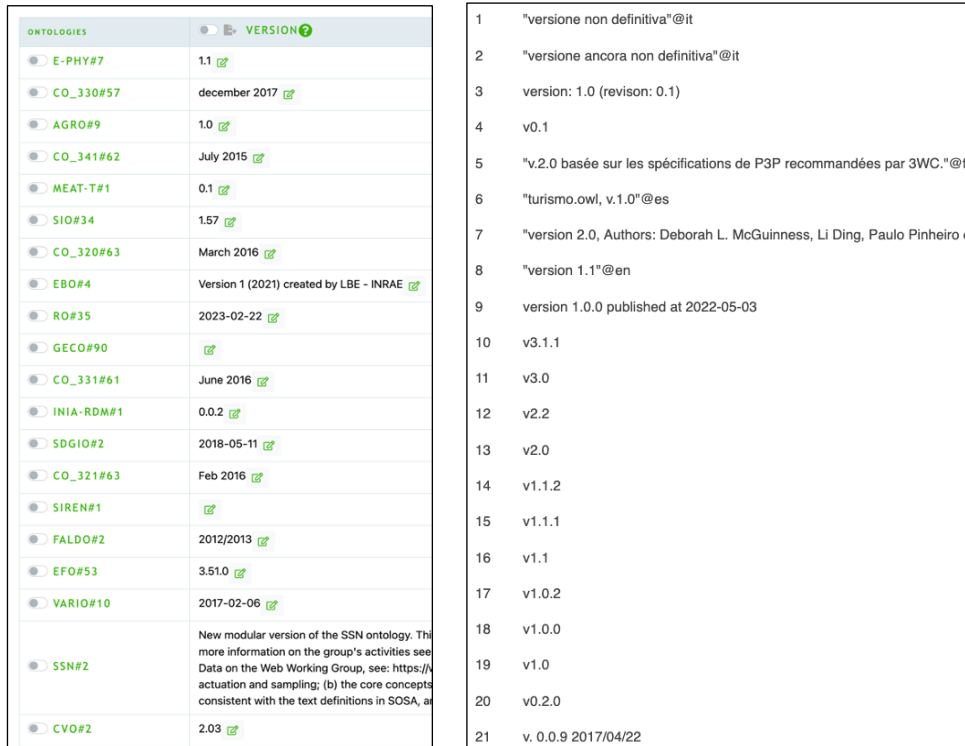 ONTOLOGIES VERSION
E-PHY#7 1.1
CO_330#57 december 2017
AGRO#9 1.0
CO_341#62 July 2015
MEAT-T#1 0.1
SIO#34 1.57
CO_320#63 March 2016
EBO#4 Version 1 (2021) created by LBE - INRAE
RO#35 2023-02-22
GECO#90
CO_331#61 June 2016
INIA-RDM#1 0.0.2
SDGIO#2 2018-05-11
CO_321#63 Feb 2016
SIREN#1
FALDO#2 2012/2013
EFO#53 3.51.0
VARIO#10 2017-02-06
New modular version of the SSN ontology.
more information on the group's activities see
SSN#2 Data on the Web Working Group, see: https://
actuation and sampling; (b) the core concepts
consistent with the text definitions in SOSA,
CVO#2 2.03
1 "versione non definitiva"@it
2 "versione ancora non definitiva"@it
3 version: 1.0 (revison: 0.1)
4 v0.1
5 "v.2.0 basée sur les spécifications de P3P recommandées par 3WC."@f
6 "turismo.owl, v.1.0"@es
7 "version 2.0, Authors: Deborah L. McGuinness, Li Ding, Paulo Pinheiro
8 "version 1.1"@en
9 version 1.0.0 published at 2022-05-03
10 v3.1.1
11 v3.0
12 v2.2
13 v2.0
14 v1.1.2
15 v1.1.1
16 v1.1
17 v1.0.2
18 v1.0.0
19 v1.0
20 v0.2.0
21 v. 0.0.9 2017/04/22